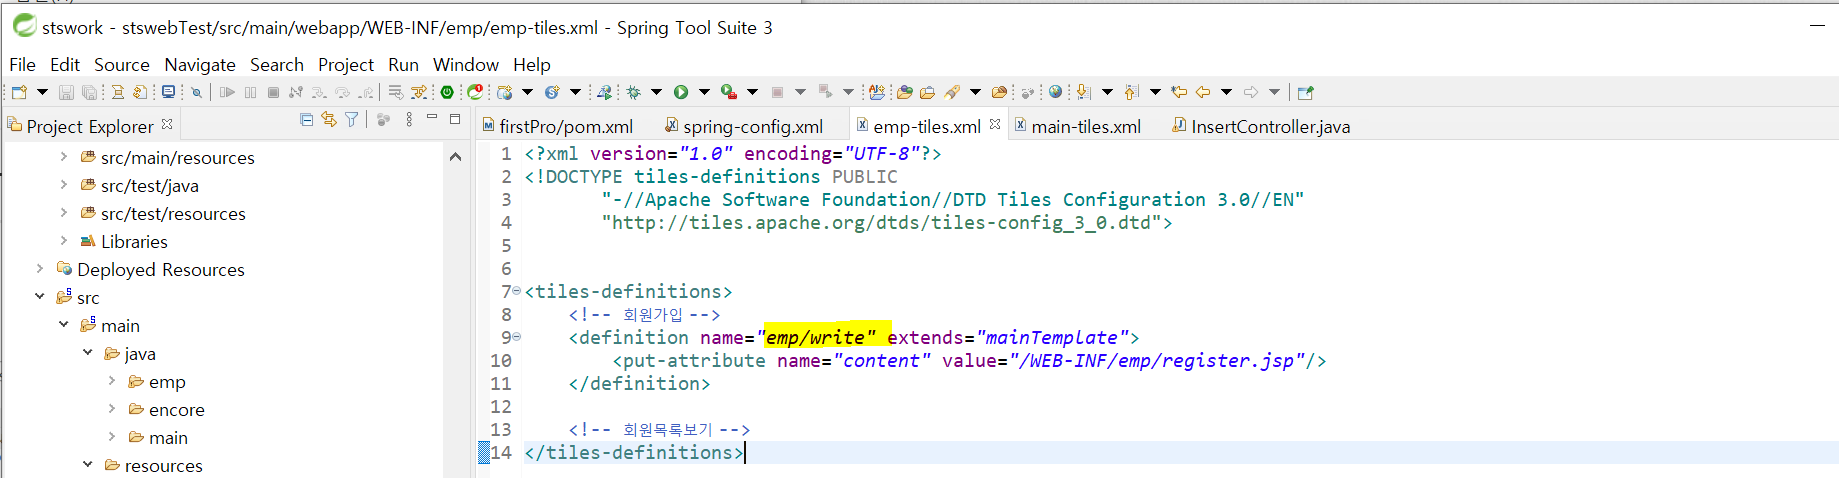 stswork - stswebTest/src/main/webapp/WEB-INF/emp/emp-tiles.xml - Spring Tool Suite 3
File Edit Source Navigate Search Project Run Window Help
Project Explorer
firstPro/pom.xml spring-config.xml emp-tiles.xml main-tiles.xml InsertController.java
src/main/resources
src/test/java
src/test/resources
Libraries
Deployed Resources
src
main
java
emp
encore
main
resources
1 <?xml version="1.0" encoding="UTF-8"?>
2 <!DOCTYPE tiles-definitions PUBLIC
3 "-//Apache Software Foundation//DTD Tiles Configuration 3.0//EN"
4 "http://tiles.apache.org/dtds/tiles-config_3_0.dtd">
5
6
7 <tiles-definitions>
8 <!-- 회원가입 -->
9 <definition name="emp/write" extends="mainTemplate">
10 <put-attribute name="content" value="/WEB-INF/emp/register.jsp"/>
11 </definition>
12
13 <!-- 회원목록보기 -->
14 </tiles-definitions>